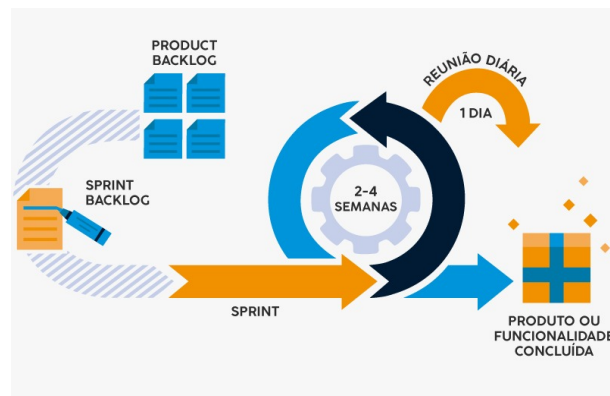 PRODUCT
BACKLOG
SPRINT
BACKLOG
REUNIÃO DIÁRIA
1 DIA
2-4
SEMANAS
SPRINT
PRODUTO OU
FUNCIONALIDADE
CONCLUÍDA